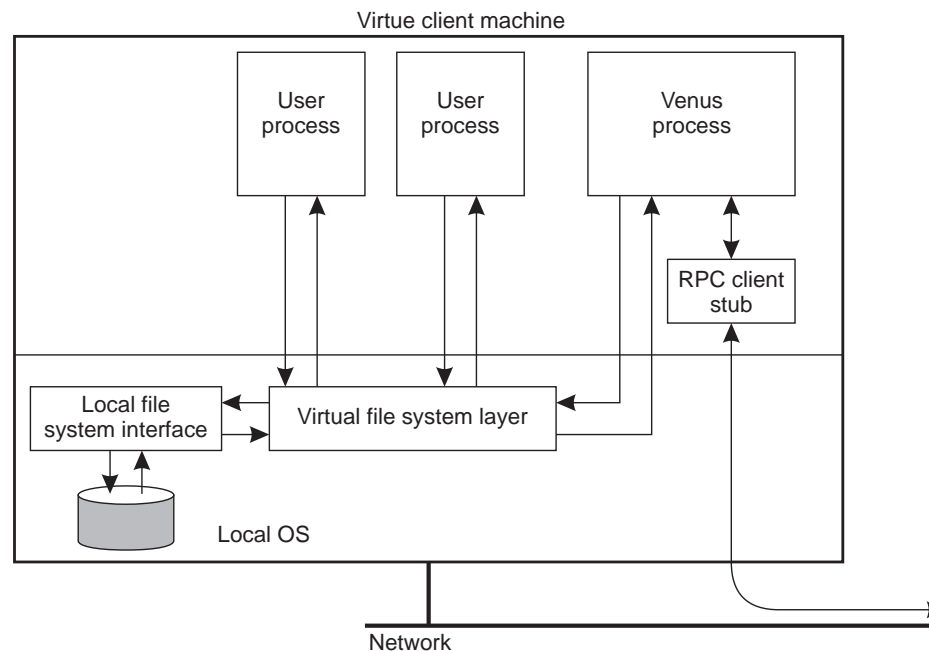 Virtue client machine
User
process
User
process
Venus
process
RPC client
stub
Local file
system interface
Virtual file system layer
Local OS
Network